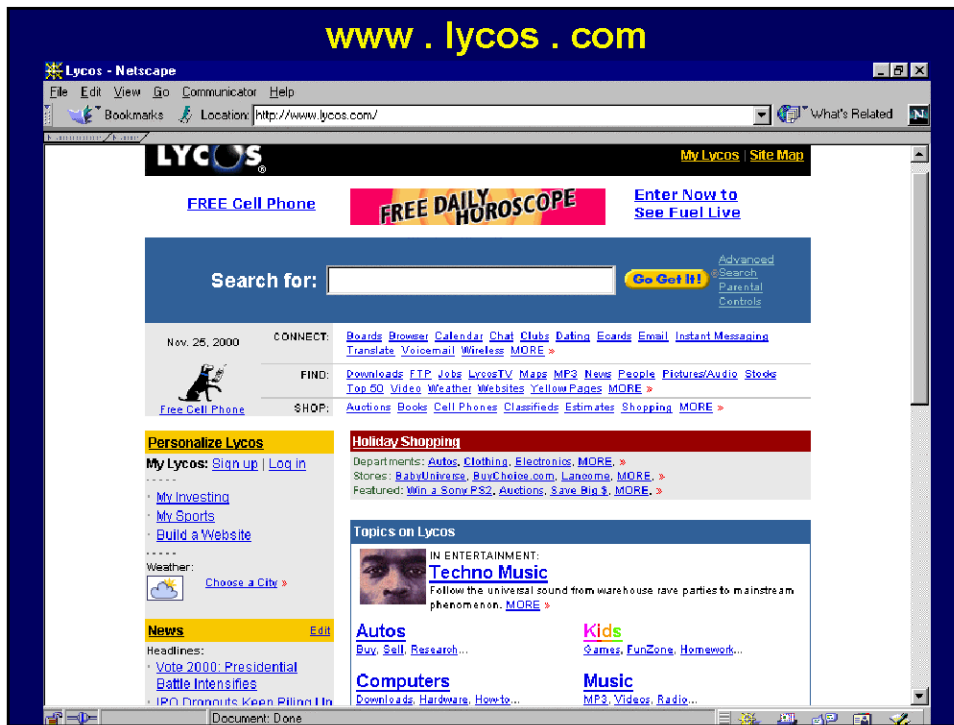 www . lycos . com
Lycos - Netscape
File Edit View Go Communicator Help
Bookmarks Location: http://www.lycos.com/ What's Related N
LYCOS®
My Lycos | Site Map
FREE Cell Phone
FREE DAILY HOROSCOPE
Enter Now to
See Fuel Live
Search for:
Go Get It!
Advanced
Search
Parental
Controls
Nov. 25, 2000
Free Cell Phone
CONNECT: Boards Browser Calendar Chat Clubs Dating Ecards Email Instant Messaging
Translate Voicemail Wireless MORE »
FIND: Downloads FTP Jobs LycosTV Maps MP3 News People Pictures/Audio Stocks
Top 50 Video Weather Websites Yellow Pages MORE »
SHOP: Auctions Books Cell Phones Classifieds Estimates Shopping MORE »
Personalize Lycos
My Lycos: Sign up | Log in
-----
· My Investing
· My Sports
· Build a Website
-----
Weather:
Choose a City »
News Edit
Headlines:
· Vote 2000: Presidential
Battle Intensifies
· IPO Dropouts Keep Piling Up
Holiday Shopping
Departments: Autos, Clothing, Electronics, MORE, »
Stores: BabyUniverse, BuyChoice.com, Lancome, MORE, »
Featured: Win a Sony PS2, Auctions, Save Big $, MORE, »
Topics on Lycos
IN ENTERTAINMENT:
Techno Music
Follow the universal sound from warehouse rave parties to mainstream
phenomenon. MORE »
Autos
Buy, Sell, Research...
Kids
Games, FunZone, Homework...
Computers
Downloads, Hardware, How-to...
Music
MP3, Videos, Radio...
Document: Done